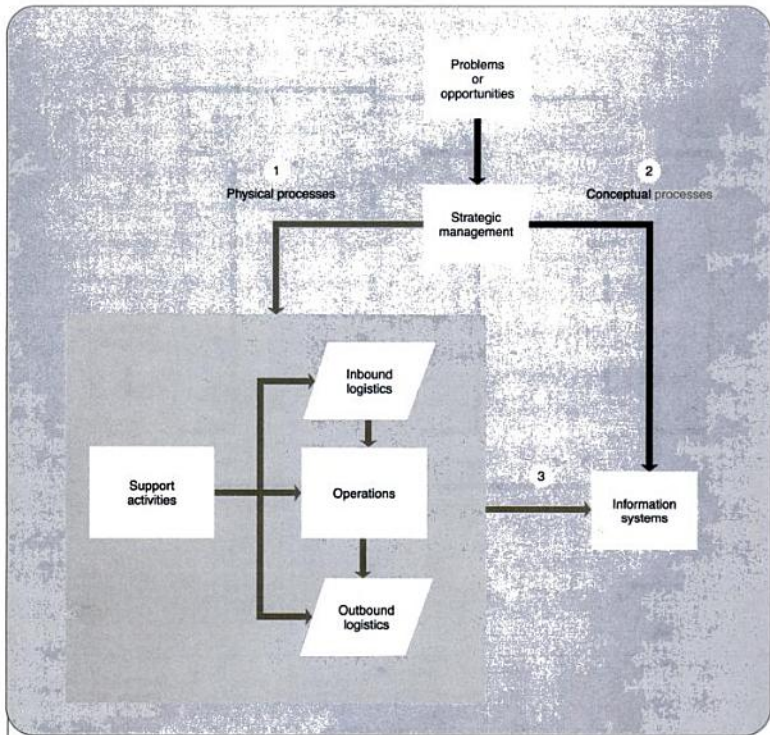 Problems
or
opportunities
1
Physical processes
2
Conceptual processes
Strategic
management
Inbound
logistics
Support
activities
Operations
3
Information
systems
Outbound
logistics